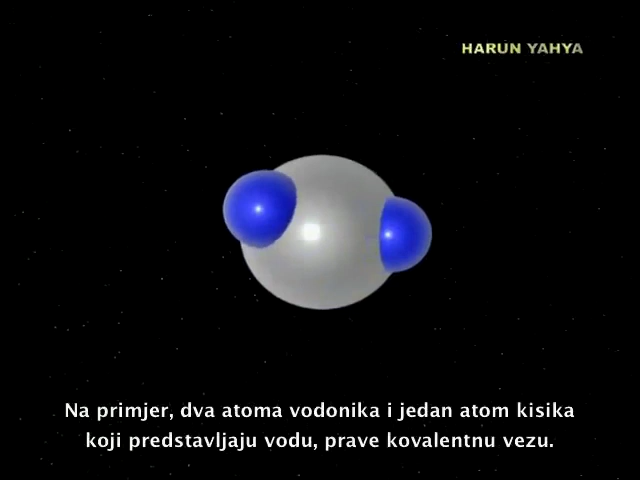 HARUN YAHYA
Na primjer, dva atoma vodonika i jedan atom kisika
koji predstavljaju vodu, prave kovalentnu vezu.